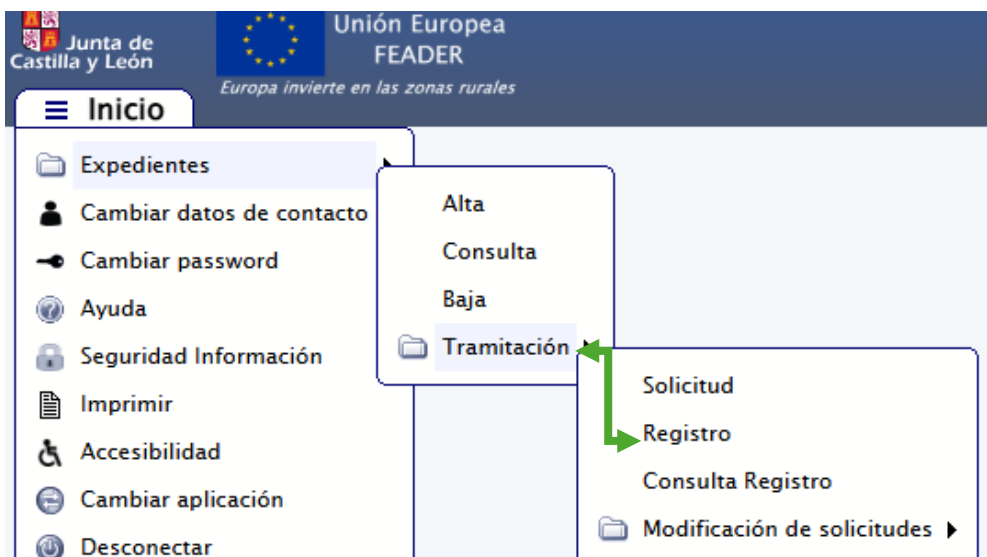 Junta de
Castilla y León
Unión Europea
FEADER
Europa invierte en las zonas rurales
Inicio
Expedientes
Cambiar datos de contacto
Cambiar password
Ayuda
Seguridad Información
Imprimir
Accesibilidad
Cambiar aplicación
Desconectar
Alta
Consulta
Baja
Tramitación
Solicitud
Registro
Consulta Registro
Modificación de solicitudes